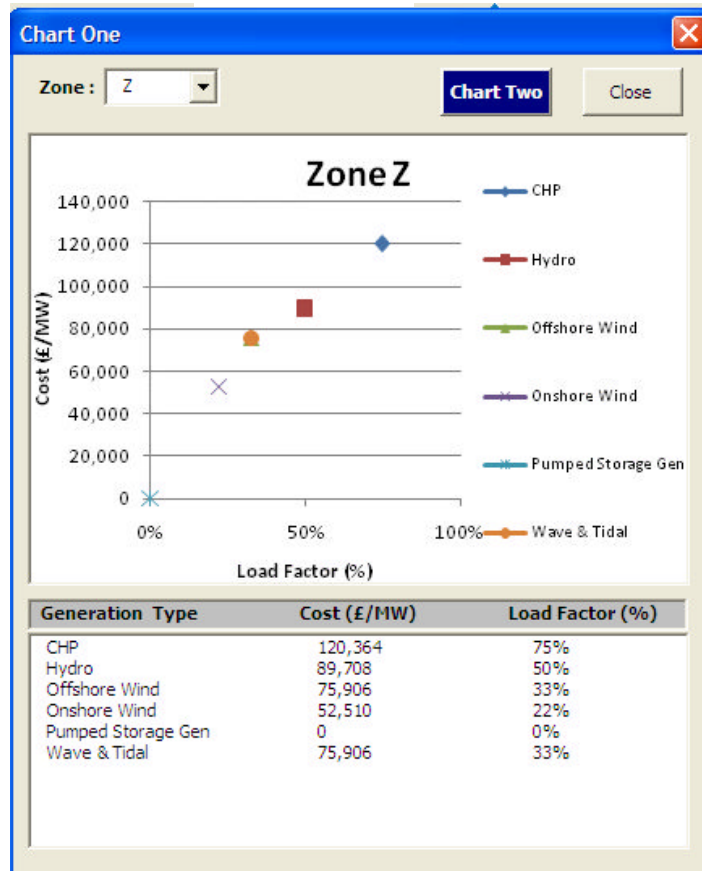 Chart One
Zone : Z
Chart Two
Close
Zone Z
140,000
120,000
100,000
80,000
60,000
40,000
20,000
0
Cost (£/MW)
0% 50% 100%
Load Factor (%)
CHP
Hydro
Offshore Wind
Onshore Wind
Pumped Storage Gen
Wave & Tidal
Generation Type Cost (£/MW) Load Factor (%)
CHP 120,364 75%
Hydro 89,708 50%
Offshore Wind 75,906 33%
Onshore Wind 52,510 22%
Pumped Storage Gen 0 0%
Wave & Tidal 75,906 33%